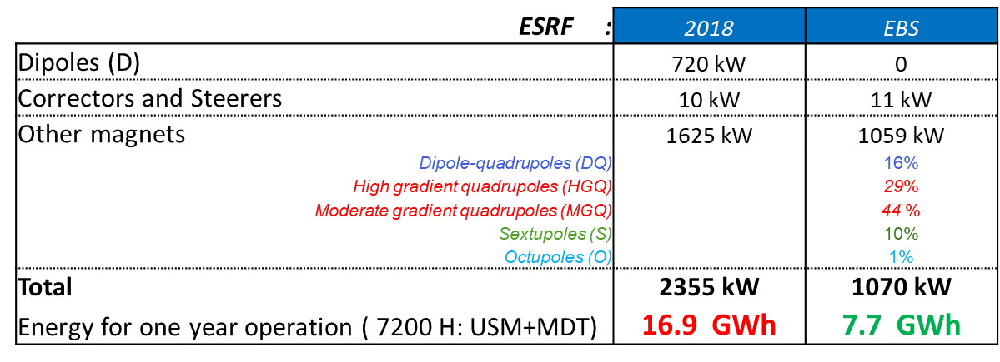 ESRF : 2018 EBS
Dipoles (D) 720 kW 0
Correctors and Steerers 10 kW 11 kW
Other magnets 1625 kW 1059 kW
Dipole-quadrupoles (DQ) 16%
High gradient quadrupoles (HGQ) 29%
Moderate gradient quadrupoles (MGQ) 44 %
Sextupoles (S) 10%
Octupoles (O) 1%
Total 2355 kW 1070 kW
Energy for one year operation ( 7200 H: USM+MDT) 16.9 GWh 7.7 GWh